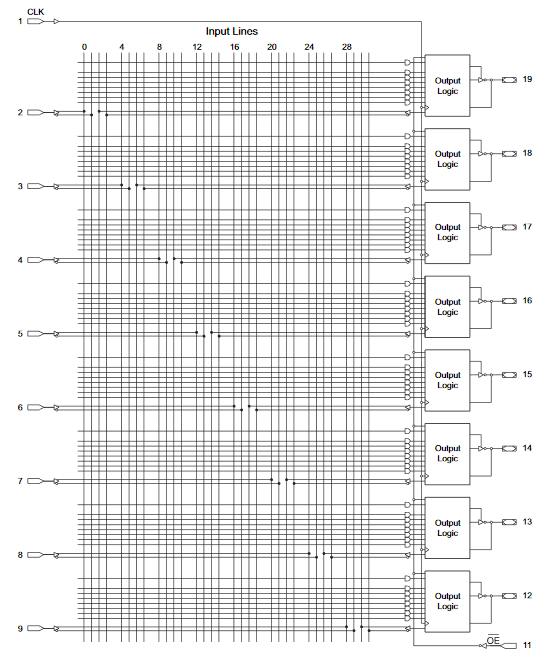 CLK
1
Input Lines
0 4 8 12 16 20 24 28
Output
Logic
19
2
Output
Logic
18
3
Output
Logic
17
4
Output
Logic
16
5
Output
Logic
15
6
Output
Logic
14
7
Output
Logic
13
8
Output
Logic
12
9
OE
11